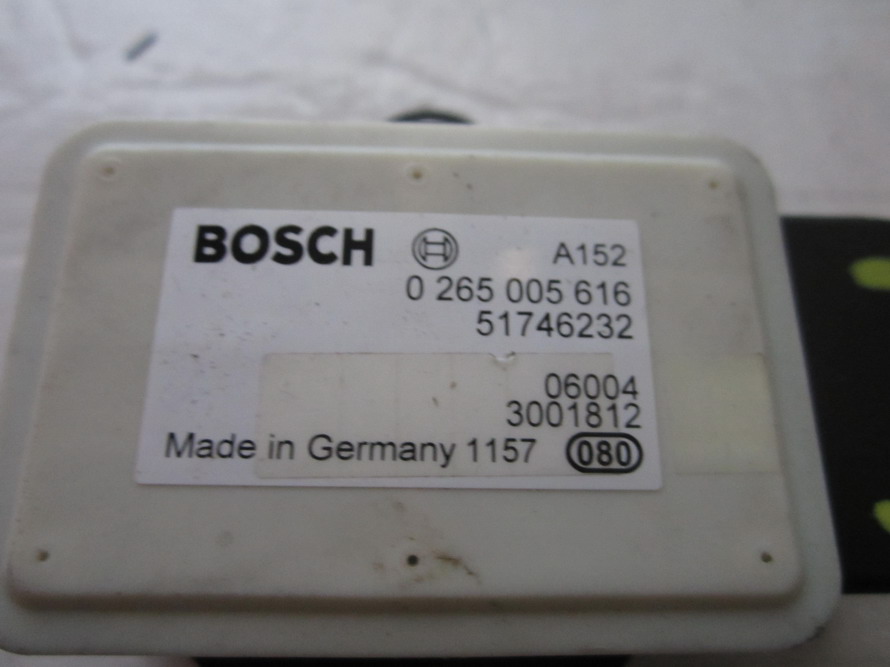 BOSCH A152
0 265 005 616
51746232
06004
3001812
Made in Germany 1157 080